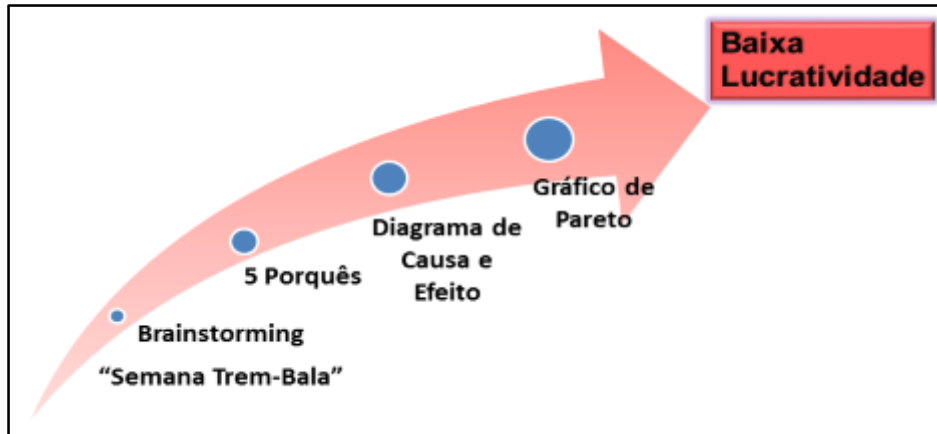 Baixa
Lucratividade
Gráfico de
Pareto
Diagrama de
Causa e
Efeito
5 Porquês
Brainstorming
“Semana Trem-Bala”